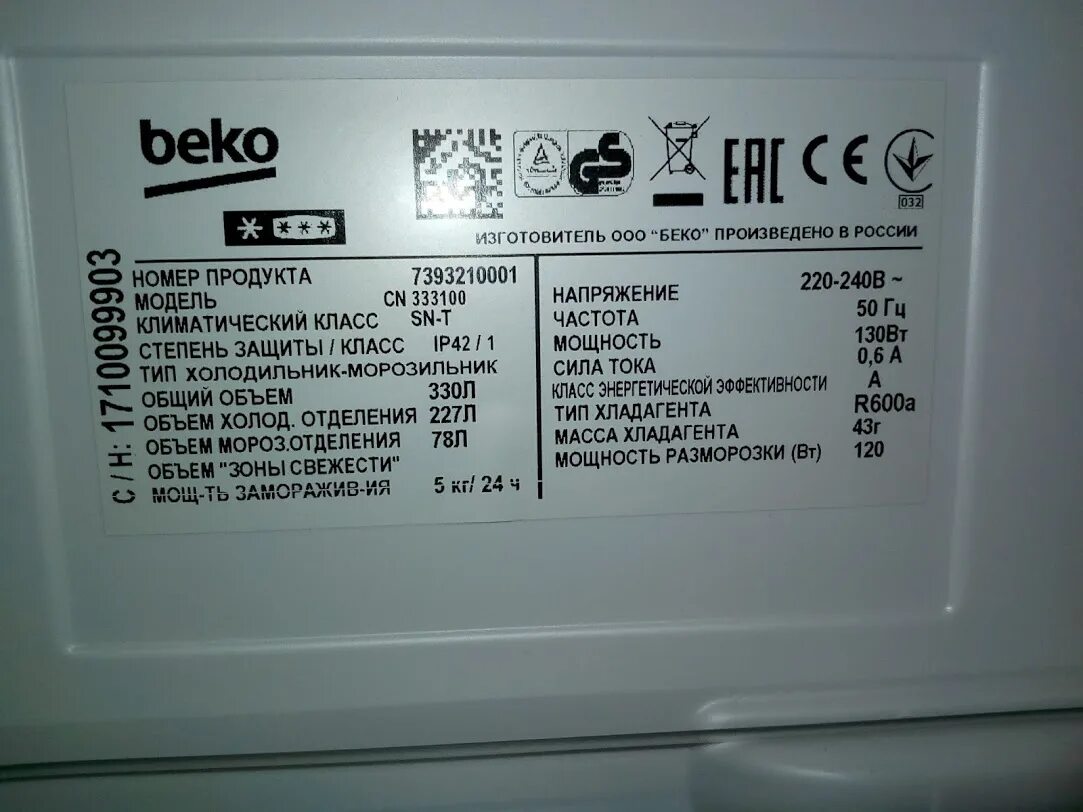 beko
ЕАС
CE
032
ИЗГОТОВИТЕЛЬ ООО "БЕКО" ПРОИЗВЕДЕНО В РОССИИ
С/Н: 1710099903
НОМЕР ПРОДУКТА 7393210001
МОДЕЛЬ CN 333100
КЛИМАТИЧЕСКИЙ КЛАСС SN-T
СТЕПЕНЬ ЗАЩИТЫ / КЛАСС IP42 / 1
ТИП ХОЛОДИЛЬНИК-МОРОЗИЛЬНИК
ОБЩИЙ ОБЪЕМ 330Л
ОБЪЕМ ХОЛОД. ОТДЕЛЕНИЯ 227Л
ОБЪЕМ МОРОЗ.ОТДЕЛЕНИЯ 78Л
ОБЪЕМ "ЗОНЫ СВЕЖЕСТИ"
МОЩ-ТЬ ЗАМОРАЖИВ-ИЯ 5 кг/ 24 ч
НАПРЯЖЕНИЕ 220-240В ~
ЧАСТОТА 50 Гц
МОЩНОСТЬ 130Вт
СИЛА ТОКА 0,6 А
КЛАСС ЭНЕРГЕТИЧЕСКОЙ ЭФФЕКТИВНОСТИ А
ТИП ХЛАДАГЕНТА R600a
МАССА ХЛАДАГЕНТА 43г
МОЩНОСТЬ РАЗМОРОЗКИ (Вт) 120